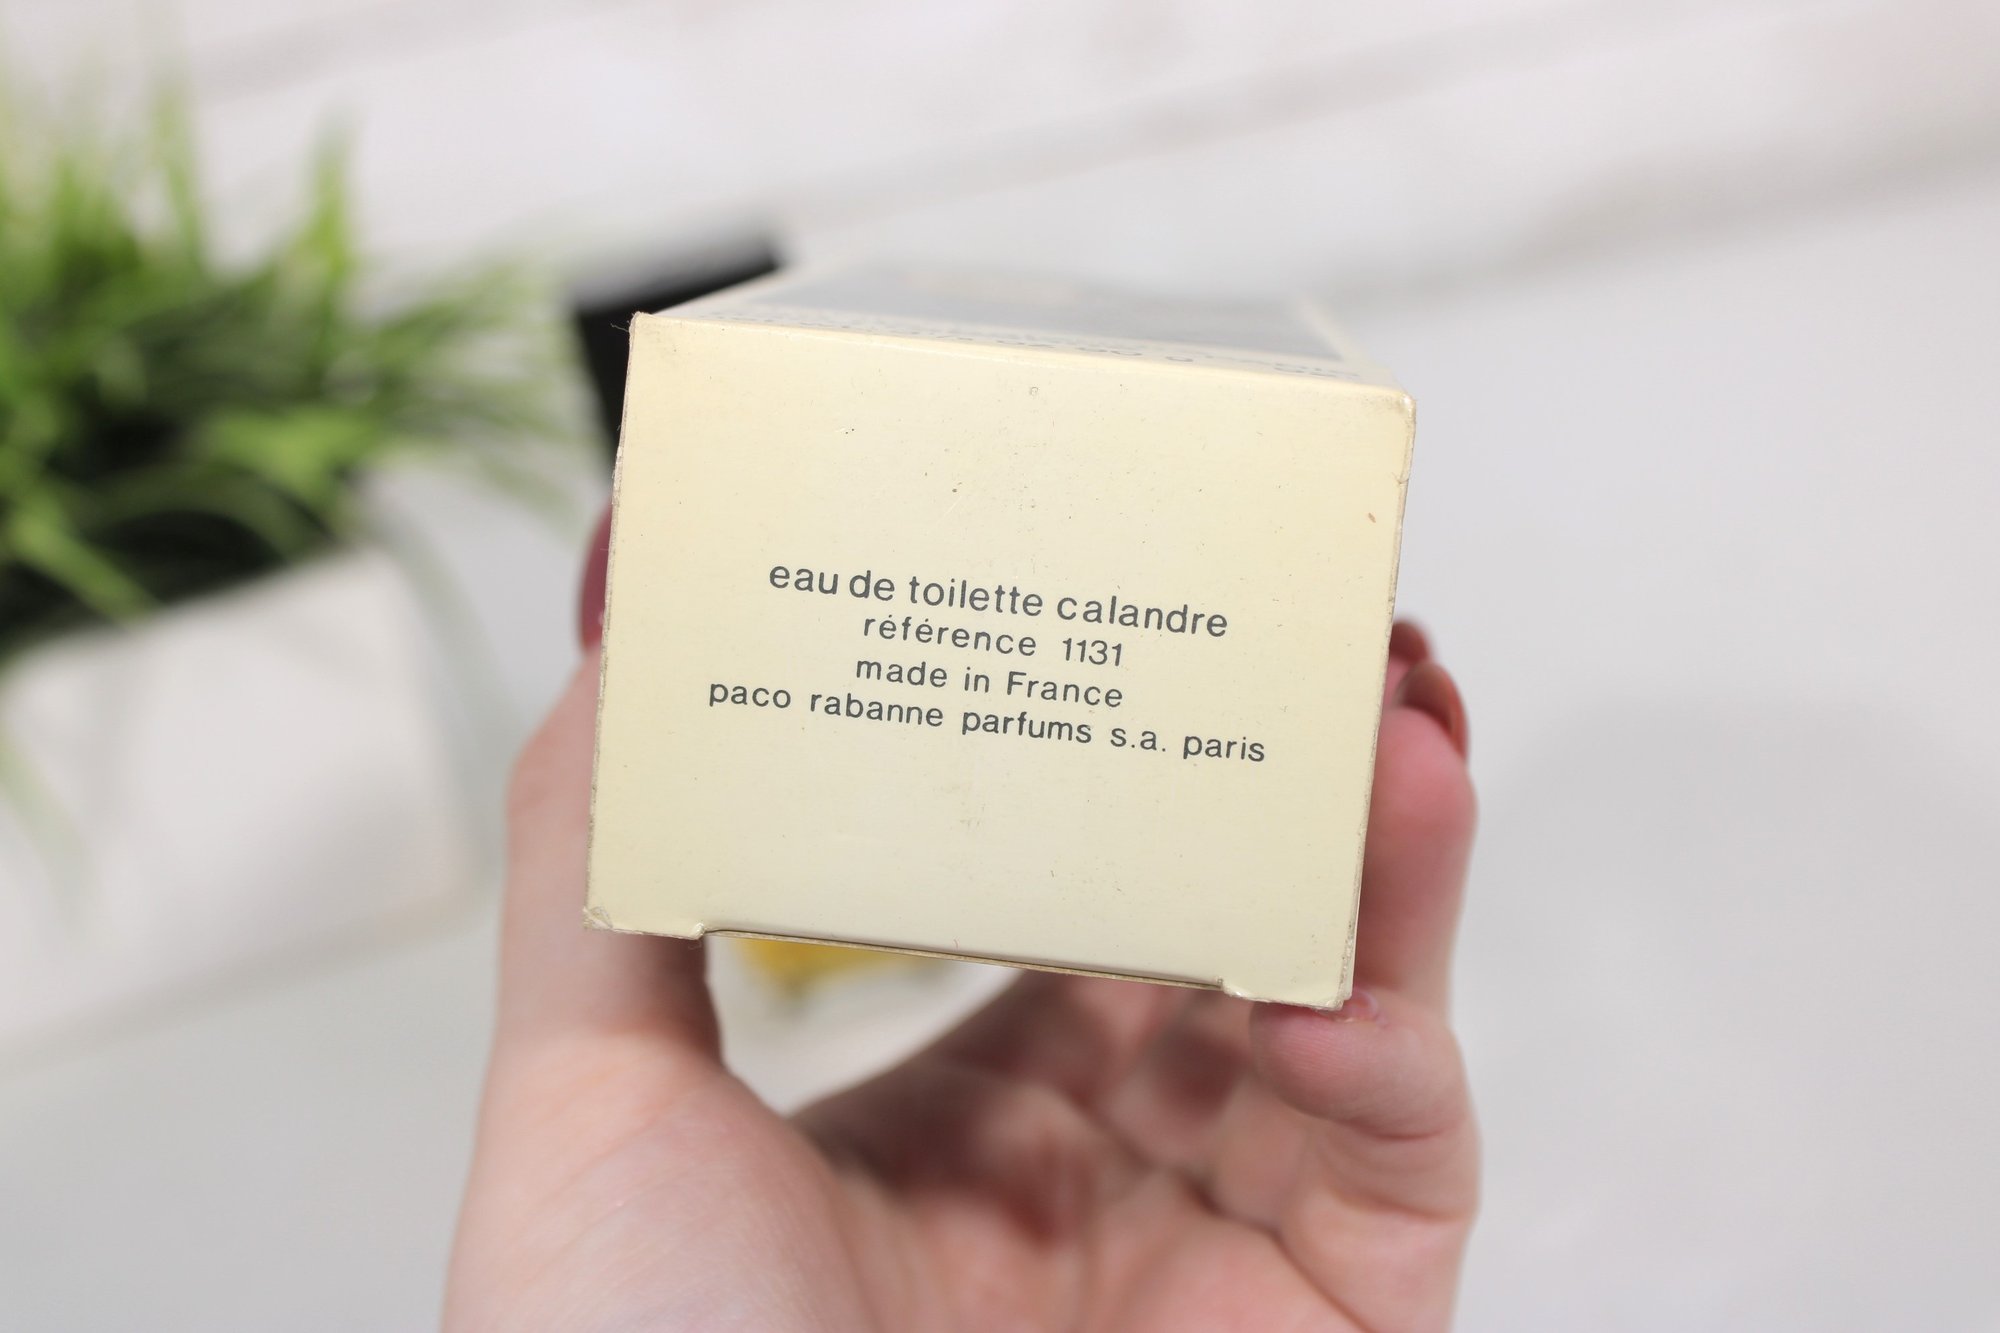 eau de toilette calandre
référence 1131
made in France
paco rabanne parfums s.a. paris